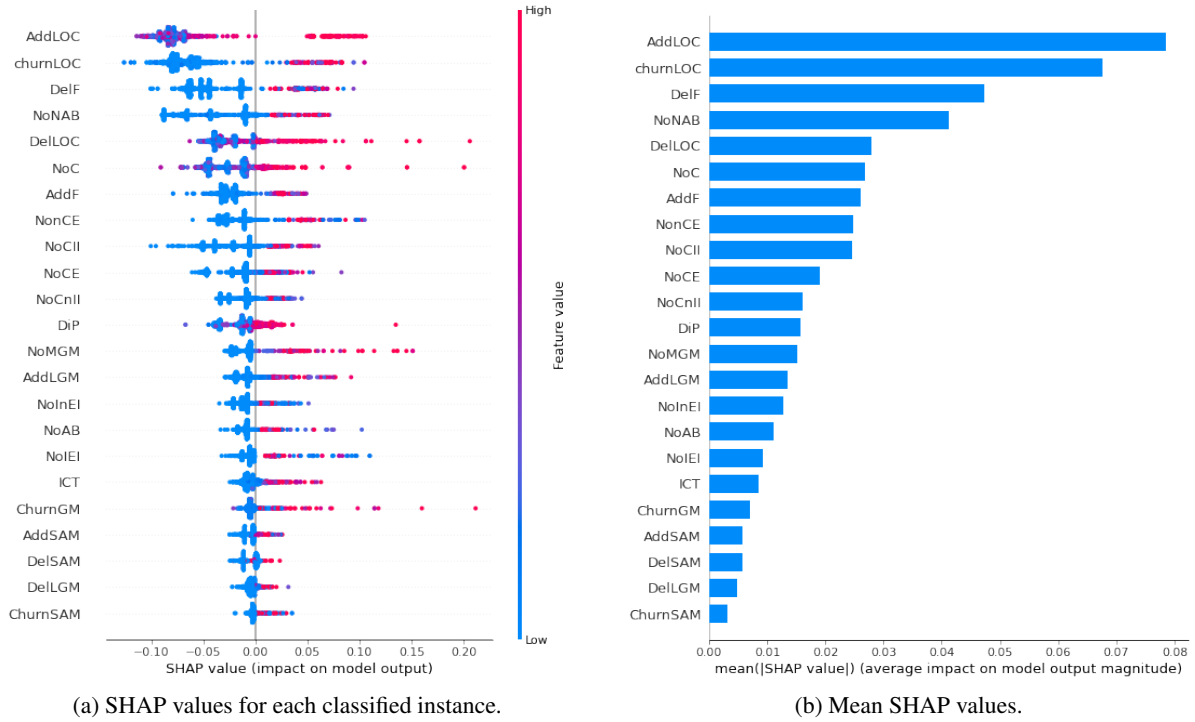 High
AddLOC
churnLOC
DelF
NoNAB
DelLOC
NoC
AddF
NonCE
NoCII
NoCE
NoCnII
DiP
NoMGM
AddLGM
NoInEI
NoAB
NoIEI
ICT
ChurnGM
AddSAM
DelSAM
DelLGM
ChurnSAM
Feature value
Low
−0.10 −0.05 0.00 0.05 0.10 0.15 0.20
SHAP value (impact on model output)
(a) SHAP values for each classified instance.
AddLOC
churnLOC
DelF
NoNAB
DelLOC
NoC
AddF
NonCE
NoCII
NoCE
NoCnII
DiP
NoMGM
AddLGM
NoInEI
NoAB
NoIEI
ICT
ChurnGM
AddSAM
DelSAM
DelLGM
ChurnSAM
0.00 0.01 0.02 0.03 0.04 0.05 0.06 0.07 0.08
mean(|SHAP value|) (average impact on model output magnitude)
(b) Mean SHAP values.